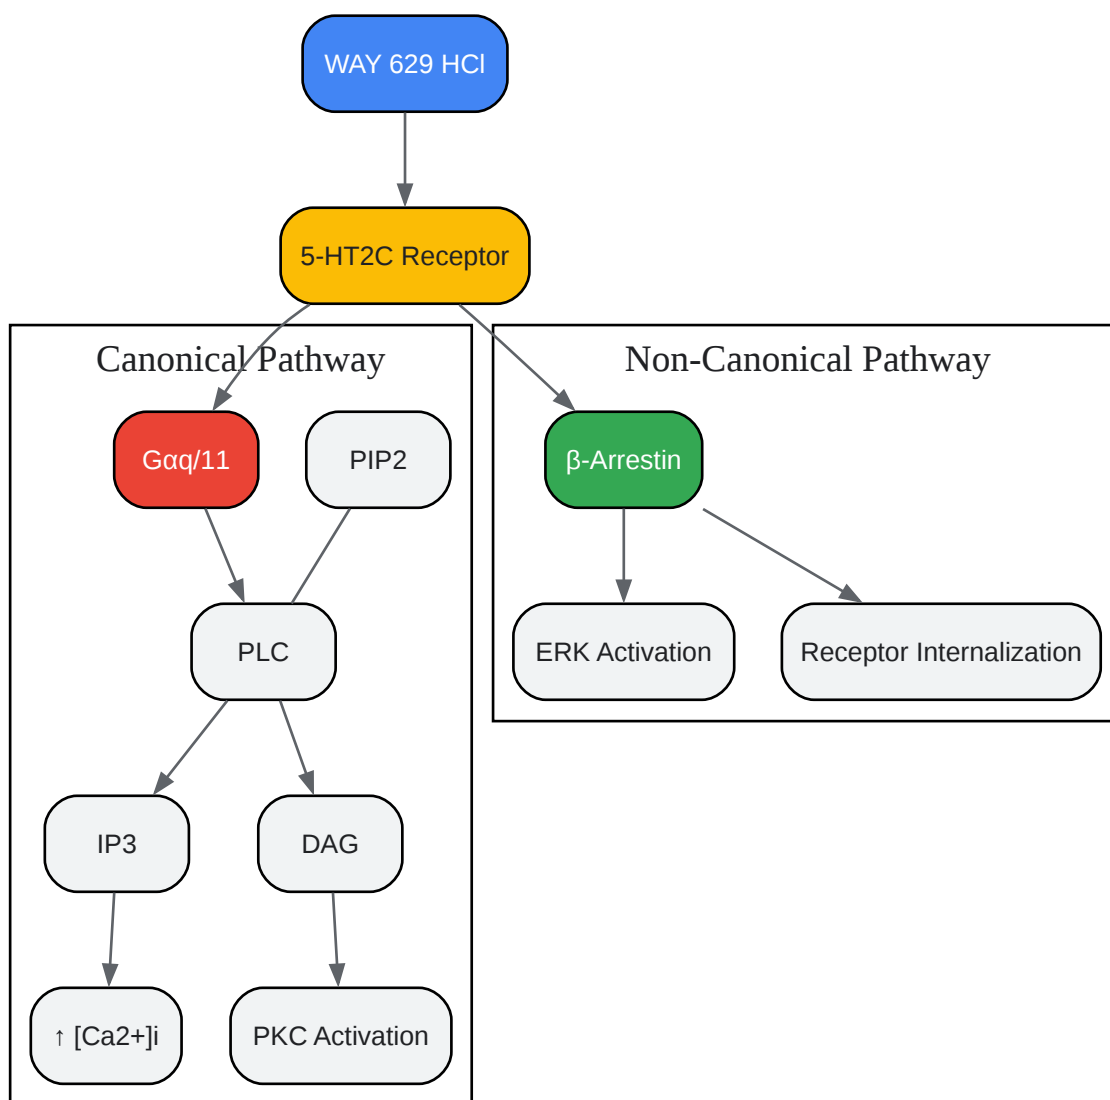 WAY 629 HCl
5-HT2C Receptor
Canonical Pathway
Non-Canonical Pathway
Gαq/11
PIP2
β-Arrestin
PLC
ERK Activation
Receptor Internalization
IP3
DAG
↑ [Ca2+]i
PKC Activation